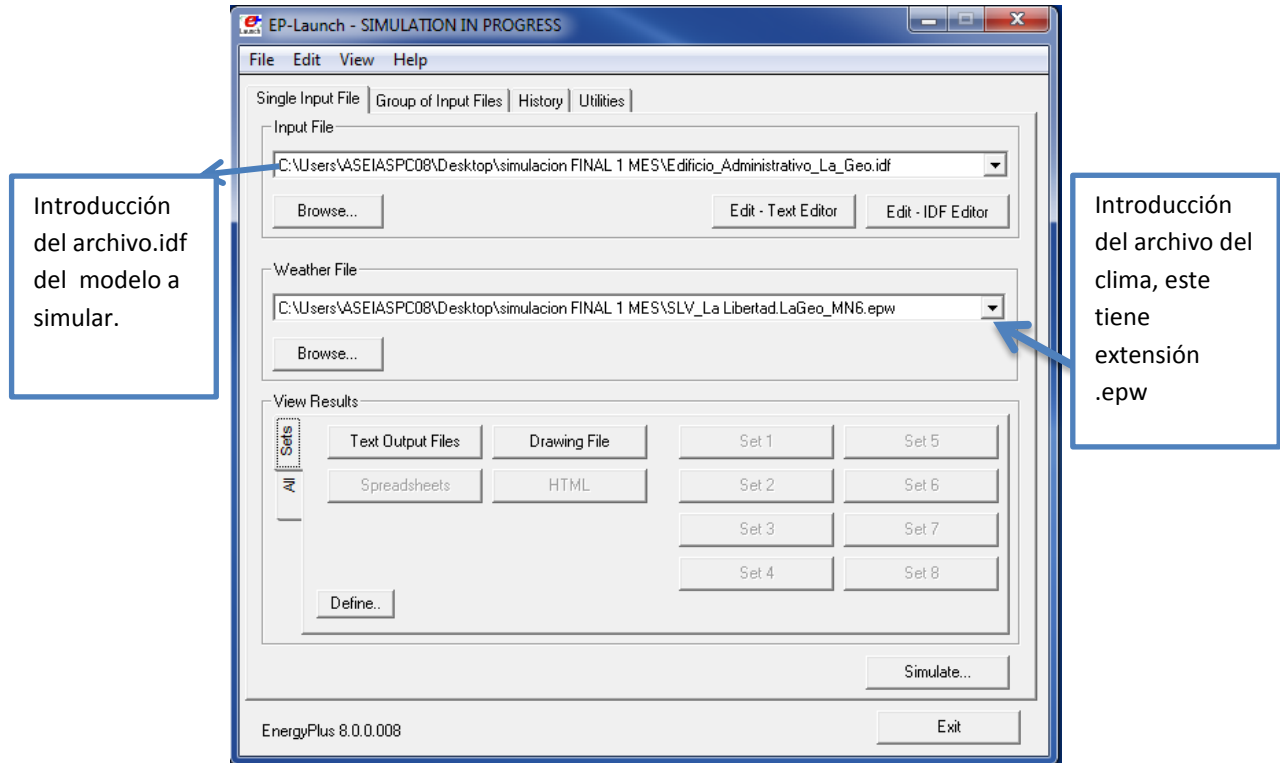 EP-Launch - SIMULATION IN PROGRESS
File Edit View Help
Single Input File Group of Input Files History Utilities
Input File
C:\Users\ASEIASPC08\Desktop\simulacion FINAL 1 MES\Edificio_Administrativo_La_Geo.idf
Browse... Edit - Text Editor Edit - IDF Editor
Weather File
C:\Users\ASEIASPC08\Desktop\simulacion FINAL 1 MES\SLV_La Libertad.LaGeo_MN6.epw
Browse...
View Results
Sets
All
Text Output Files Drawing File Set 1 Set 5
Spreadsheets HTML Set 2 Set 6
Set 3 Set 7
Set 4 Set 8
Define..
Simulate...
EnergyPlus 8.0.0.008 Exit
Introducción
del archivo.idf
del modelo a
simular.
Introducción
del archivo del
clima, este
tiene
extensión
.epw